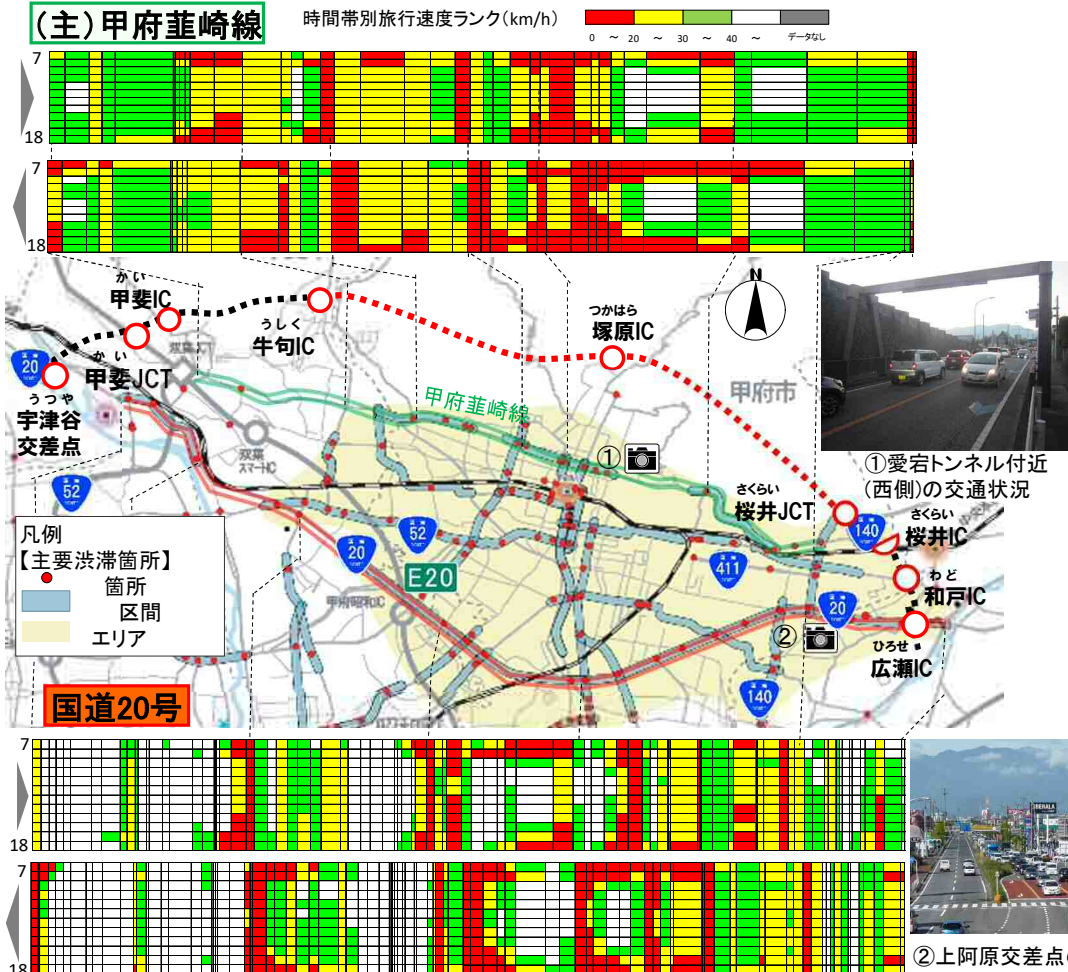 (主)甲府韮崎線
時間帯別旅行速度ランク(km/h)
0 ～ 20 ～ 30 ～ 40 ～ データなし
7
18
7
18
かい
甲斐IC
うしく
牛句IC
つかはら
塚原IC
N
20
かい
甲斐JCT
うつや
宇津谷
交差点
双葉JCT
甲府韮崎線
甲府市
①
①愛宕トンネル付近
(西側)の交通状況
双葉
スマートIC
52
さくらい
桜井JCT
140
さくらい
桜井IC
凡例
【主要渋滞箇所】
箇所
区間
エリア
52
20
E20
411
甲府昭和IC
わど
和戸IC
20
②
ひろせ
広瀬IC
140
国道20号
7
18
7
18
②上阿原交差点